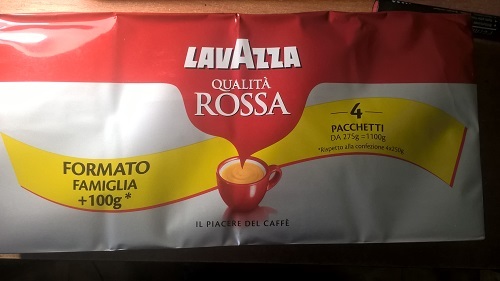 LAVAZZA
QUALITÀ
ROSSA
4
PACCHETTI
DA 275g =1100g
*Rispetto alla confezione 4x250g
FORMATO
FAMIGLIA
+100g*
IL PIACERE DEL CAFFÈ